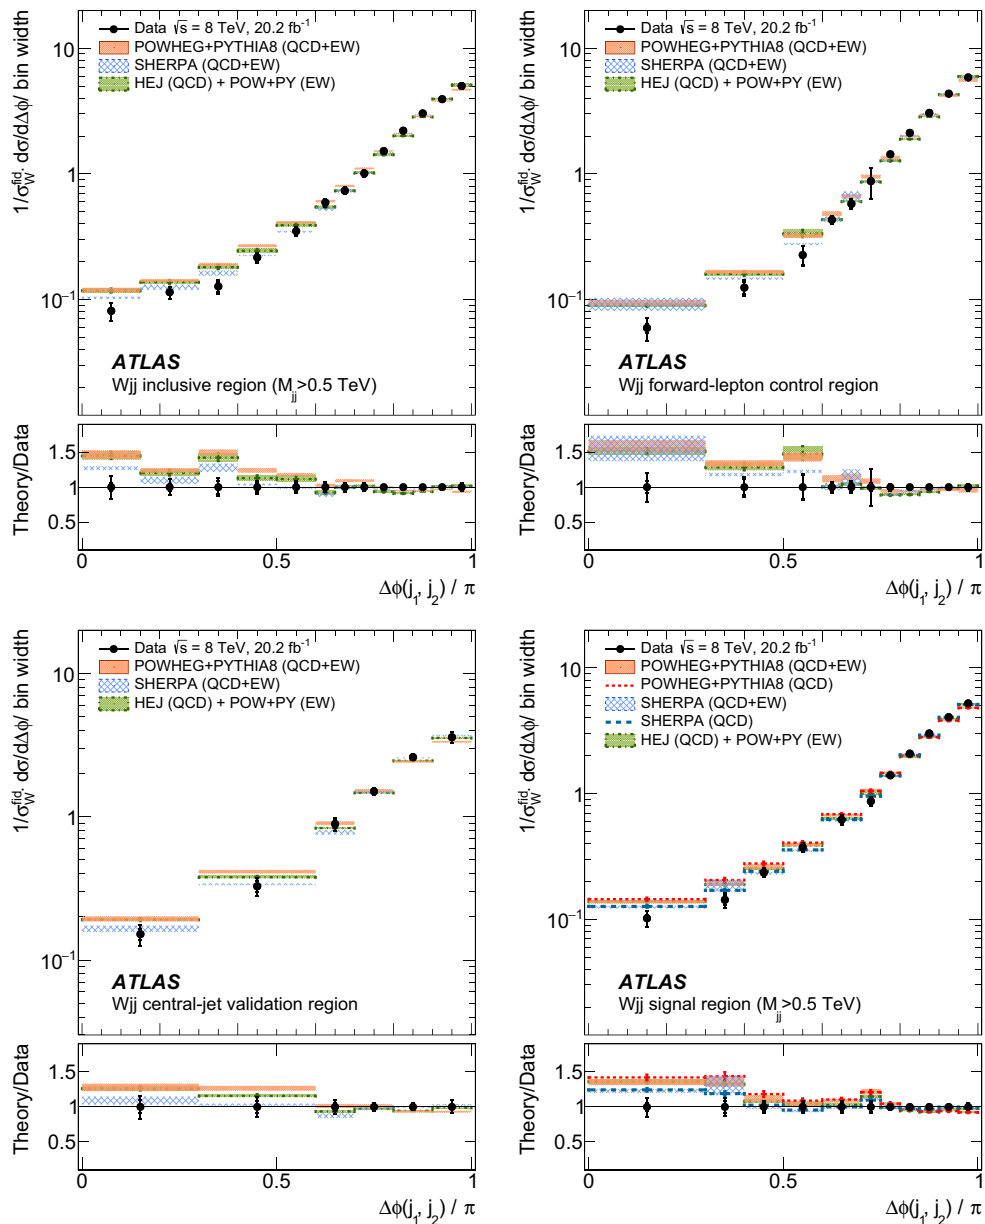 Data √s = 8 TeV, 20.2 fb⁻¹
POWHEG+PYTHIA8 (QCD+EW)
SHERPA (QCD+EW)
HEJ (QCD) + POW+PY (EW)
1/σ_W^fid. dσ/dΔϕ/ bin width
10
1
10⁻¹
ATLAS
Wjj inclusive region (M_jj>0.5 TeV)
Theory/Data
1.5
1
0.5
0 0.5 1
Δϕ(j_1, j_2) / π
Data √s = 8 TeV, 20.2 fb⁻¹
POWHEG+PYTHIA8 (QCD+EW)
SHERPA (QCD+EW)
HEJ (QCD) + POW+PY (EW)
1/σ_W^fid. dσ/dΔϕ/ bin width
10
1
10⁻¹
ATLAS
Wjj forward-lepton control region
Theory/Data
1.5
1
0.5
0 0.5 1
Δϕ(j_1, j_2) / π
Data √s = 8 TeV, 20.2 fb⁻¹
POWHEG+PYTHIA8 (QCD+EW)
SHERPA (QCD+EW)
HEJ (QCD) + POW+PY (EW)
1/σ_W^fid. dσ/dΔϕ/ bin width
10
1
10⁻¹
ATLAS
Wjj central-jet validation region
Theory/Data
1.5
1
0.5
0 0.5 1
Δϕ(j_1, j_2) / π
Data √s = 8 TeV, 20.2 fb⁻¹
POWHEG+PYTHIA8 (QCD+EW)
POWHEG+PYTHIA8 (QCD)
SHERPA (QCD+EW)
SHERPA (QCD)
HEJ (QCD) + POW+PY (EW)
1/σ_W^fid. dσ/dΔϕ/ bin width
10
1
10⁻¹
ATLAS
Wjj signal region (M_jj>0.5 TeV)
Theory/Data
1.5
1
0.5
0 0.5 1
Δϕ(j_1, j_2) / π